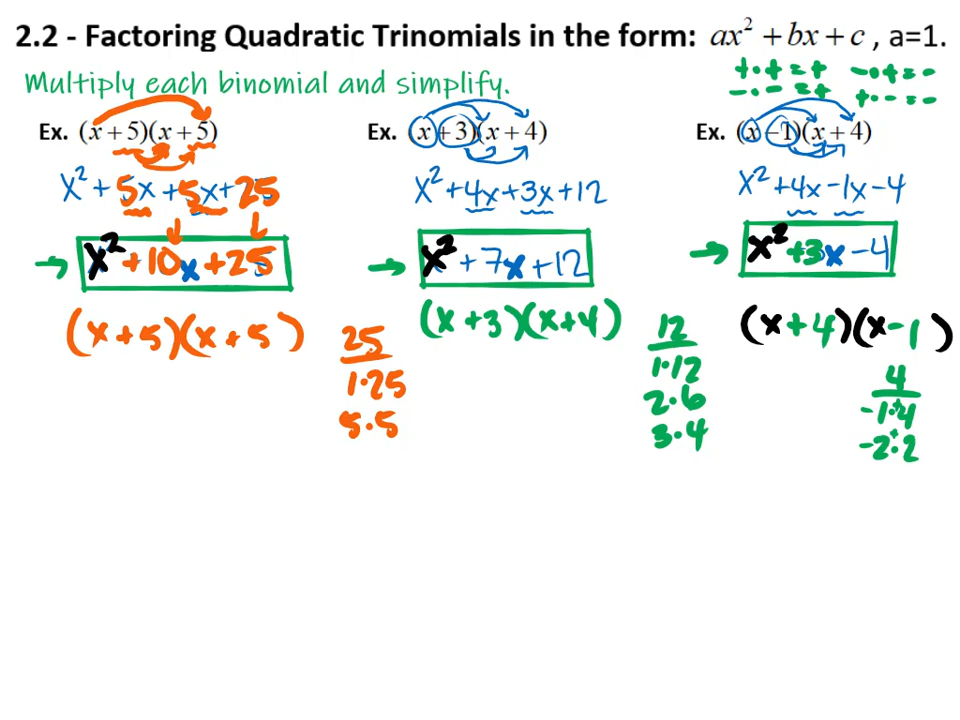 2.2 - Factoring Quadratic Trinomials in the form: ax² + bx + c , a=1.
Multiply each binomial and simplify.
+·+=+ -·+=-
-·-=+ +·-=-
Ex. (x + 5)(x + 5)
x² + 5x + 5x + 25
→ x² + 10x + 25
(x + 5)(x + 5)
25
1·25
5·5
Ex. (x + 3)(x + 4)
x² + 4x + 3x + 12
→ x² + 7x + 12
(x + 3)(x + 4)
12
1·12
2·6
3·4
Ex. (x − 1)(x + 4)
x² + 4x − 1x − 4
→ x² + 3x − 4
(x + 4)(x − 1)
4
-1·+4
-2·+2